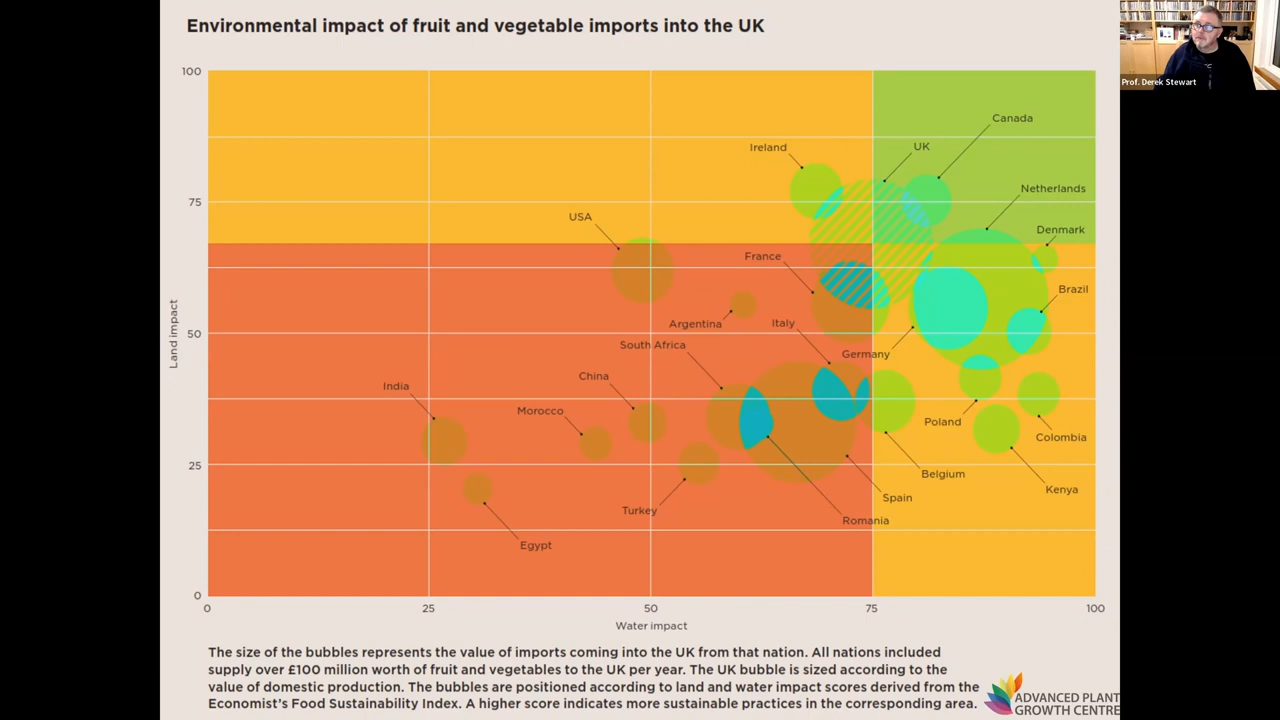 Environmental impact of fruit and vegetable imports into the UK
Prof. Derek Stewart
100
75
50
25
0
Land impact
Canada
Ireland
UK
Netherlands
USA
Denmark
France
Brazil
Argentina
Italy
South Africa
Germany
China
India
Morocco
Poland
Colombia
Belgium
Kenya
Spain
Turkey
Romania
Egypt
0
25
50
75
100
Water impact
The size of the bubbles represents the value of imports coming into the UK from that nation. All nations included
supply over £100 million worth of fruit and vegetables to the UK per year. The UK bubble is sized according to the
value of domestic production. The bubbles are positioned according to land and water impact scores derived from the
Economist's Food Sustainability Index. A higher score indicates more sustainable practices in the corresponding area.
ADVANCED PLANT
GROWTH CENTRE